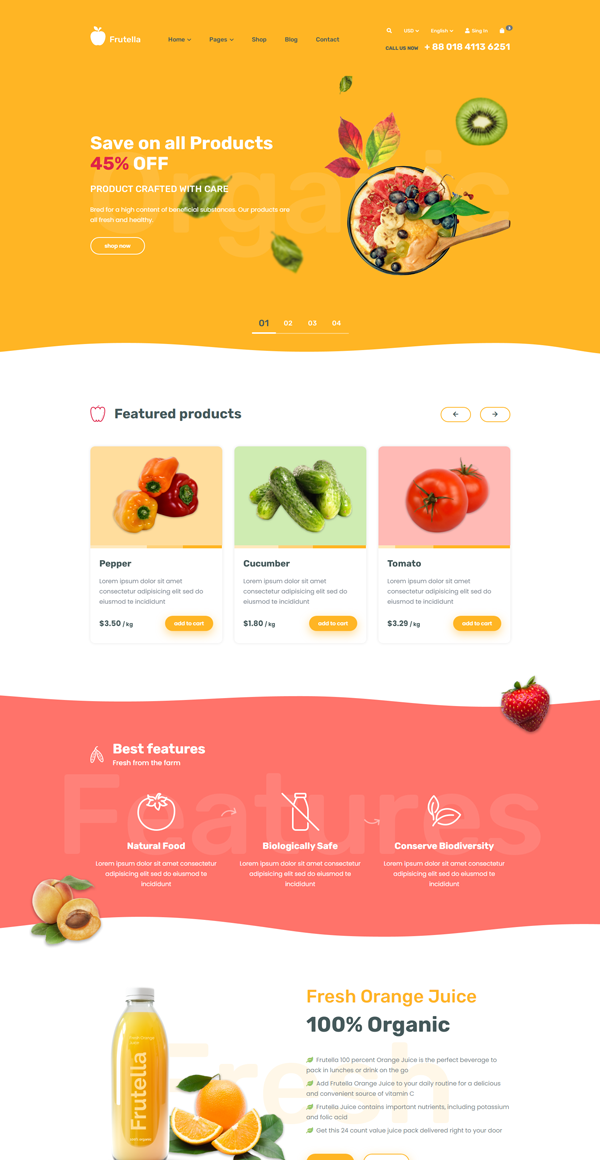 Frutella
Home
Pages
Shop
Blog
Contact
USD
English
Sing In
CALL US NOW
+ 88 018 4113 6251
organic
Save on all Products
45% OFF
PRODUCT CRAFTED WITH CARE
Bred for a high content of beneficial substances. Our products are
all fresh and healthy.
shop now
01
02
03
04
Featured products
Pepper
Lorem ipsum dolor sit amet
consectetur adipisicing elit sed do
eiusmod te incididunt
$3.50 / kg
add to cart
Cucumber
Lorem ipsum dolor sit amet
consectetur adipisicing elit sed do
eiusmod te incididunt
$1.80 / kg
add to cart
Tomato
Lorem ipsum dolor sit amet
consectetur adipisicing elit sed do
eiusmod te incididunt
$3.29 / kg
add to cart
Features
Best features
Fresh from the farm
Natural Food
Lorem ipsum dolor sit amet consectetur
adipisicing elit sed do eiusmod te
incididunt
Biologically Safe
Lorem ipsum dolor sit amet consectetur
adipisicing elit sed do eiusmod te
incididunt
Conserve Biodiversity
Lorem ipsum dolor sit amet consectetur
adipisicing elit sed do eiusmod te
incididunt
Fresh
Frutella
Fresh Orange Juice
100% Organic
Frutella 100 percent Orange Juice is the perfect beverage to
pack in lunches or drink on the go
Add Frutella Orange Juice to your daily routine for a delicious
and convenient source of vitamin C
Frutella Juice contains important nutrients, including potassium
and folic acid
Get this 24 count value juice pack delivered right to your door